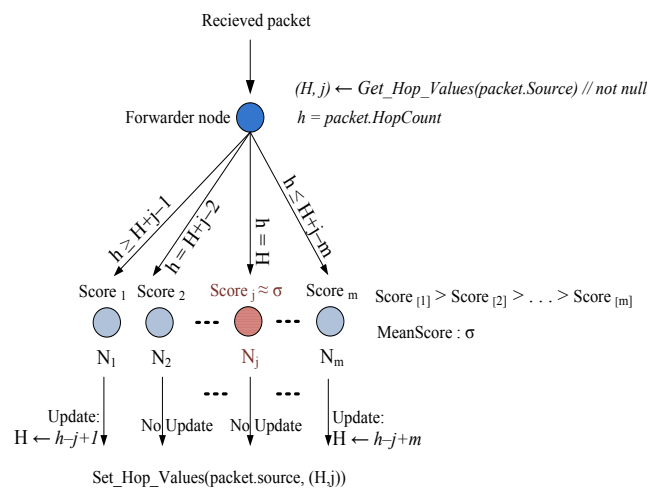 Recieved packet
(H, j) ← Get_Hop_Values(packet.Source) // not null
Forwarder node
h = packet.HopCount
h ≥ H+j–1
h = H+j–2
h = H
h ≤ H+j–m
Score 1
Score 2
Score j ≈ σ
Score m
Score [1] > Score [2] > . . . > Score [m]
MeanScore : σ
N1
N2
Nj
Nm
Update:
H ← h–j+1
No Update
No Update
Update:
H ← h–j+m
Set_Hop_Values(packet.source, (H,j))